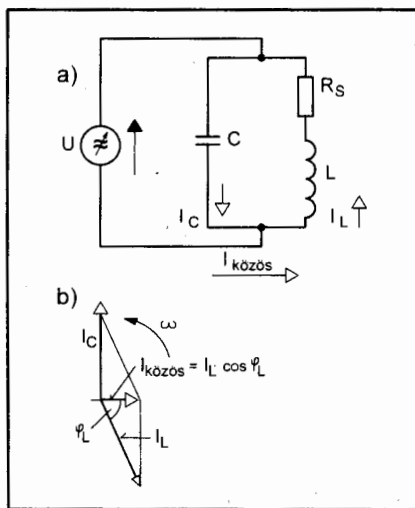 a)
R_S
U
C
L
I_C
I_L
I_közös
b)
I_C
ω
I_közös = I_L cos φ_L
φ_L
I_L